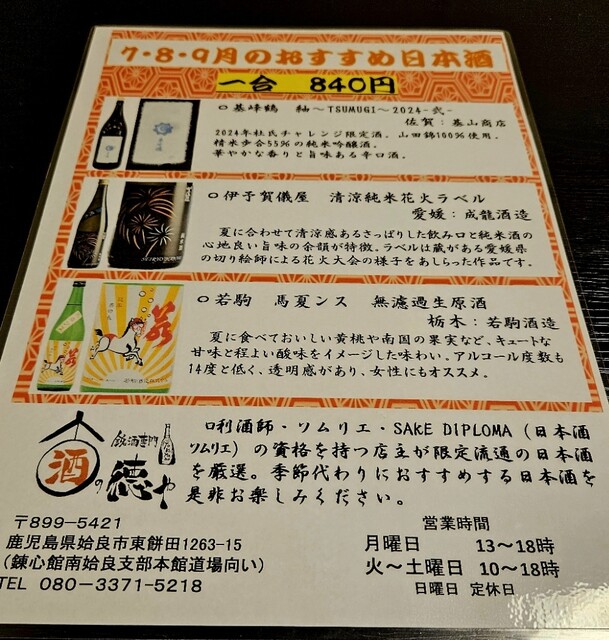 7・8・9月のおすすめ日本酒
一合 840円
○基峰鶴 紬～TSUMUGI～2024-弐-
佐賀：基山商店
2024年杜氏チャレンジ限定酒。山田錦100％使用。
精米歩合55％の純米吟醸酒。
華やかな香りと旨味ある辛口酒。
○伊予賀儀屋 清涼純米花火ラベル
愛媛：成龍酒造
夏に合わせて清涼感あるさっぱりした飲み口と純米酒の
心地良い旨味の余韻が特徴。ラベルは蔵がある愛媛県
の切り絵師による花火大会の様子をあしらった作品です。
○若駒 馬夏ンス 無濾過生原酒
栃木：若駒酒造
夏に食べておいしい黄桃や南国の果実など、キュートな
甘味と程よい酸味をイメージした味わい。アルコール度数も
14度と低く、透明感があり、女性にもオススメ。
酒の徳や
口利酒師・ソムリエ・SAKE DIPLOMA（日本酒
ソムリエ）の資格を持つ店主が限定流通の日本酒
を厳選。季節代わりにおすすめする日本酒を
是非お楽しみください。
〒899-5421
鹿児島県姶良市東餅田1263-15
（錬心館南姶良支部本館道場向い）
TEL 080-3371-5218
営業時間
月曜日 13～18時
火～土曜日 10～18時
日曜日 定休日